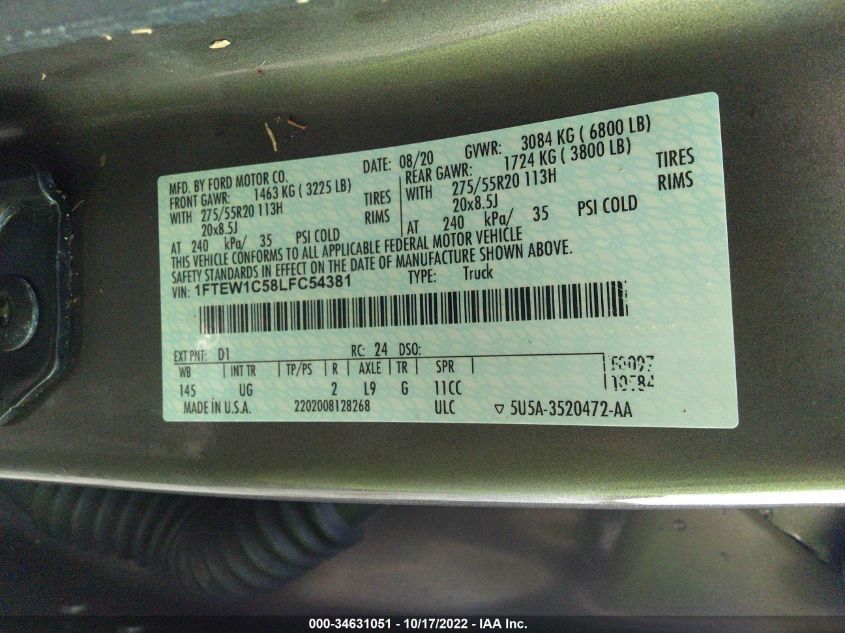 MFD. BY FORD MOTOR CO.
DATE: 08/20 GVWR: 3084 KG ( 6800 LB)
FRONT GAWR: 1463 KG ( 3225 LB)
REAR GAWR: 1724 KG ( 3800 LB)
WITH 275/55R20 113H TIRES
WITH 275/55R20 113H TIRES
20x8.5J RIMS
20x8.5J RIMS
AT 240 kPa/ 35 PSI COLD
AT 240 kPa/ 35 PSI COLD
THIS VEHICLE CONFORMS TO ALL APPLICABLE FEDERAL MOTOR VEHICLE
SAFETY STANDARDS IN EFFECT ON THE DATE OF MANUFACTURE SHOWN ABOVE.
VIN: 1FTEW1C58LFC54381 TYPE: Truck
EXT PNT: D1 RC: 24 DSO:
WB INT TR TP/PS R AXLE TR SPR
145 UG 2 L9 G 11CC
MADE IN U.S.A. 2202008128268 ULC ▽ 5U5A-3520472-AA
000-34631051 - 10/17/2022 - IAA Inc.